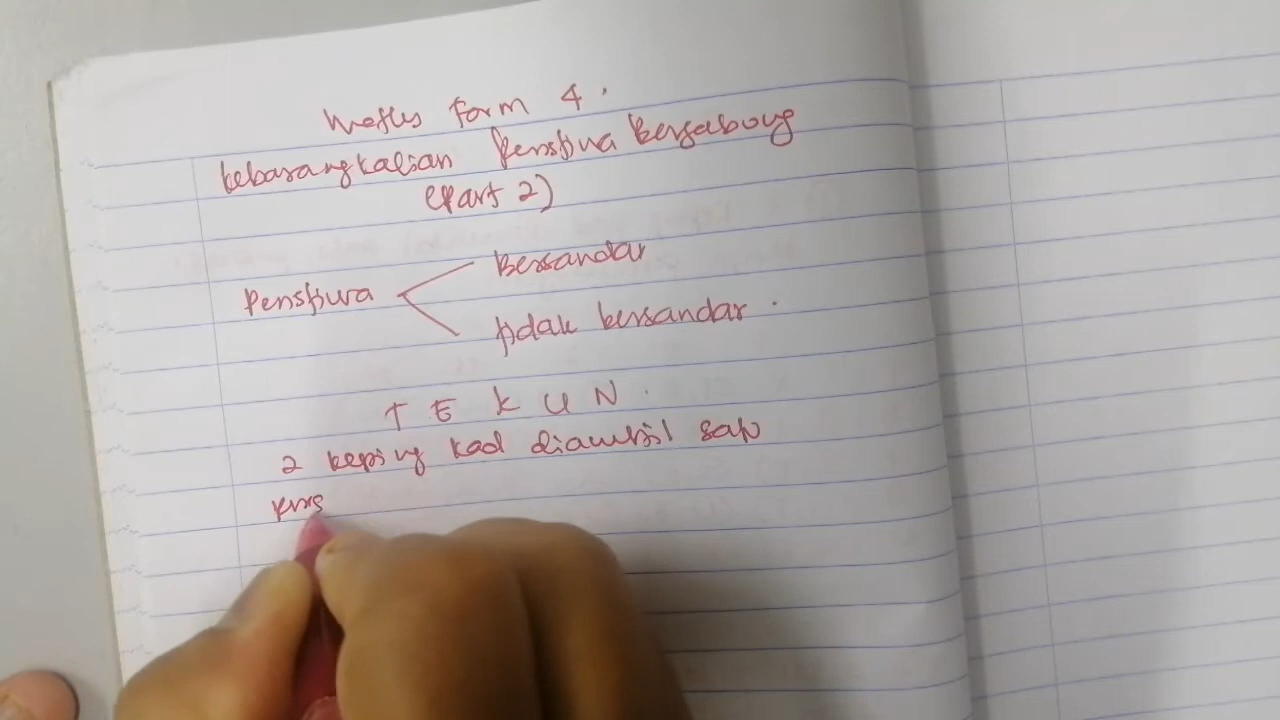 Maths Form 4.
Kebarangkalian Peristiwa Bergabung
(Part 2)
Peristiwa
Bersandar
tidak bersandar.
T E K U N.
2 keping kad diambil satu